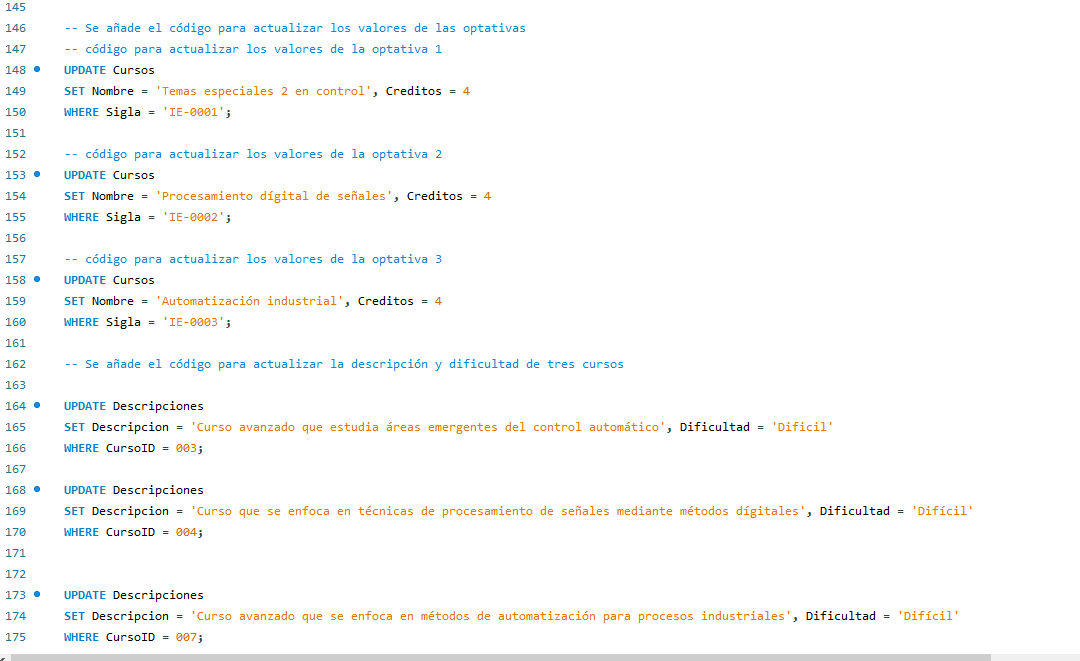 145
146 -- Se añade el código para actualizar los valores de las optativas
147 -- código para actualizar los valores de la optativa 1
148 UPDATE Cursos
149 SET Nombre = 'Temas especiales 2 en control', Creditos = 4
150 WHERE Sigla = 'IE-0001';
151
152 -- código para actualizar los valores de la optativa 2
153 UPDATE Cursos
154 SET Nombre = 'Procesamiento dígital de señales', Creditos = 4
155 WHERE Sigla = 'IE-0002';
156
157 -- código para actualizar los valores de la optativa 3
158 UPDATE Cursos
159 SET Nombre = 'Automatización industrial', Creditos = 4
160 WHERE Sigla = 'IE-0003';
161
162 -- Se añade el código para actualizar la descripción y dificultad de tres cursos
163
164 UPDATE Descripciones
165 SET Descripcion = 'Curso avanzado que estudia áreas emergentes del control automático', Dificultad = 'Dificil'
166 WHERE CursoID = 003;
167
168 UPDATE Descripciones
169 SET Descripcion = 'Curso que se enfoca en técnicas de procesamiento de señales mediante métodos dígitales', Dificultad = 'Difícil'
170 WHERE CursoID = 004;
171
172
173 UPDATE Descripciones
174 SET Descripcion = 'Curso avanzado que se enfoca en métodos de automatización para procesos industriales', Dificultad = 'Difícil'
175 WHERE CursoID = 007;